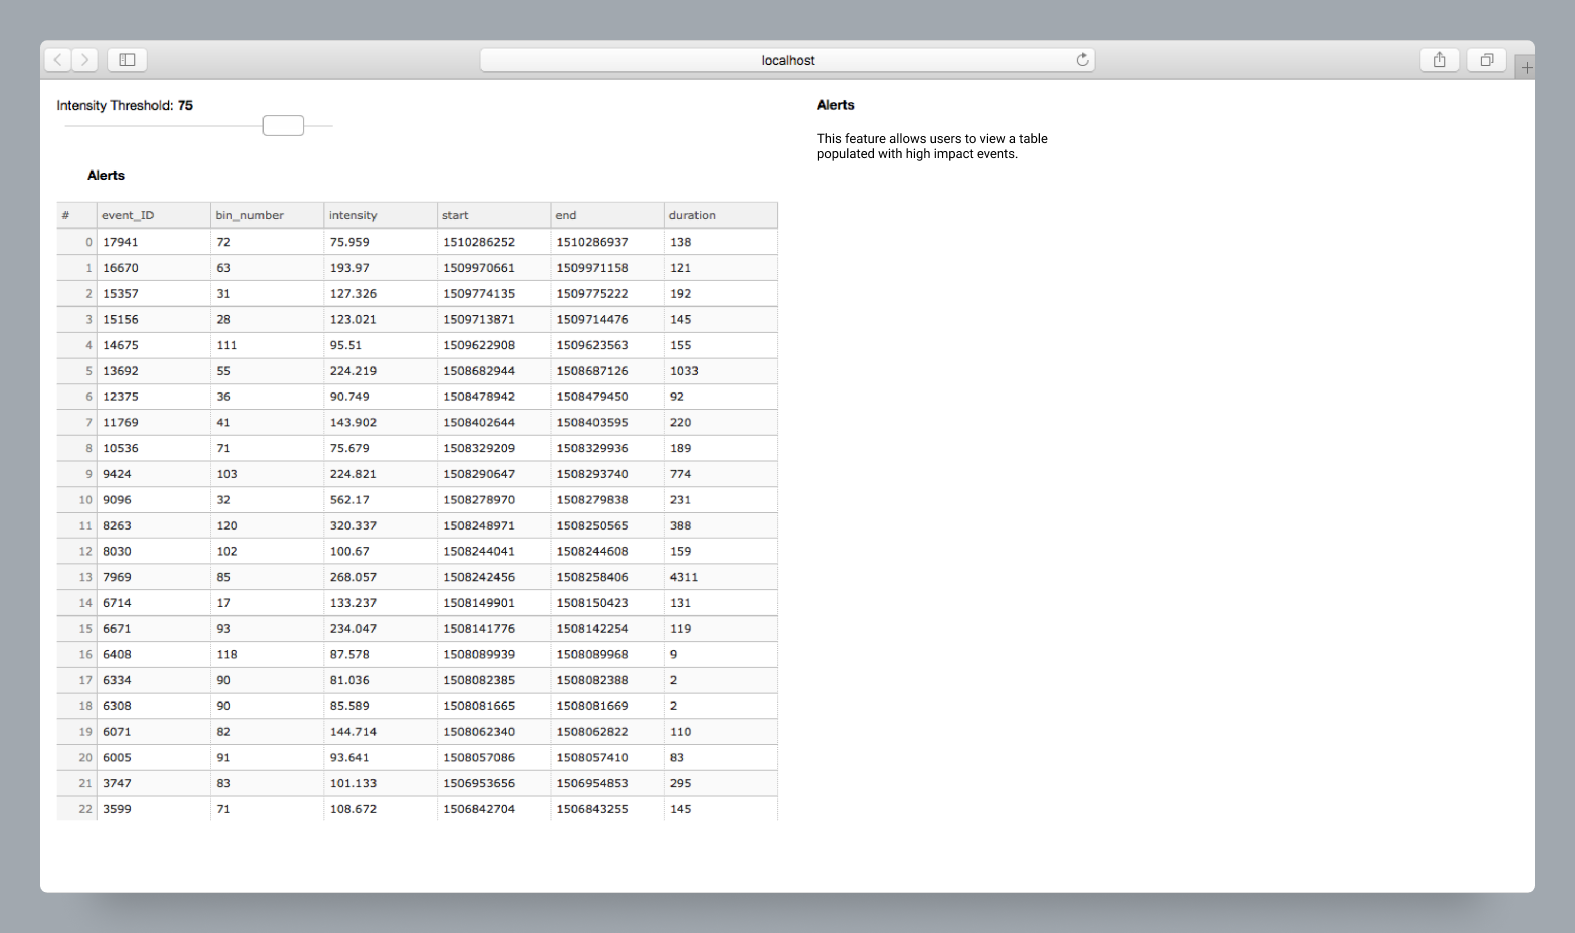 localhost
Intensity Threshold: 75
Alerts
# event_ID bin_number intensity start end duration
0 17941 72 75.959 1510286252 1510286937 138
1 16670 63 193.97 1509970661 1509971158 121
2 15357 31 127.326 1509774135 1509775222 192
3 15156 28 123.021 1509713871 1509714476 145
4 14675 111 95.51 1509622908 1509623563 155
5 13692 55 224.219 1508682944 1508687126 1033
6 12375 36 90.749 1508478942 1508479450 92
7 11769 41 143.902 1508402644 1508403595 220
8 10536 71 75.679 1508329209 1508329936 189
9 9424 103 224.821 1508290647 1508293740 774
10 9096 32 562.17 1508278970 1508279838 231
11 8263 120 320.337 1508248971 1508250565 388
12 8030 102 100.67 1508244041 1508244608 159
13 7969 85 268.057 1508242456 1508258406 4311
14 6714 17 133.237 1508149901 1508150423 131
15 6671 93 234.047 1508141776 1508142254 119
16 6408 118 87.578 1508089939 1508089968 9
17 6334 90 81.036 1508082385 1508082388 2
18 6308 90 85.589 1508081665 1508081669 2
19 6071 82 144.714 1508062340 1508062822 110
20 6005 91 93.641 1508057086 1508057410 83
21 3747 83 101.133 1506953656 1506954853 295
22 3599 71 108.672 1506842704 1506843255 145
Alerts
This feature allows users to view a table
populated with high impact events.